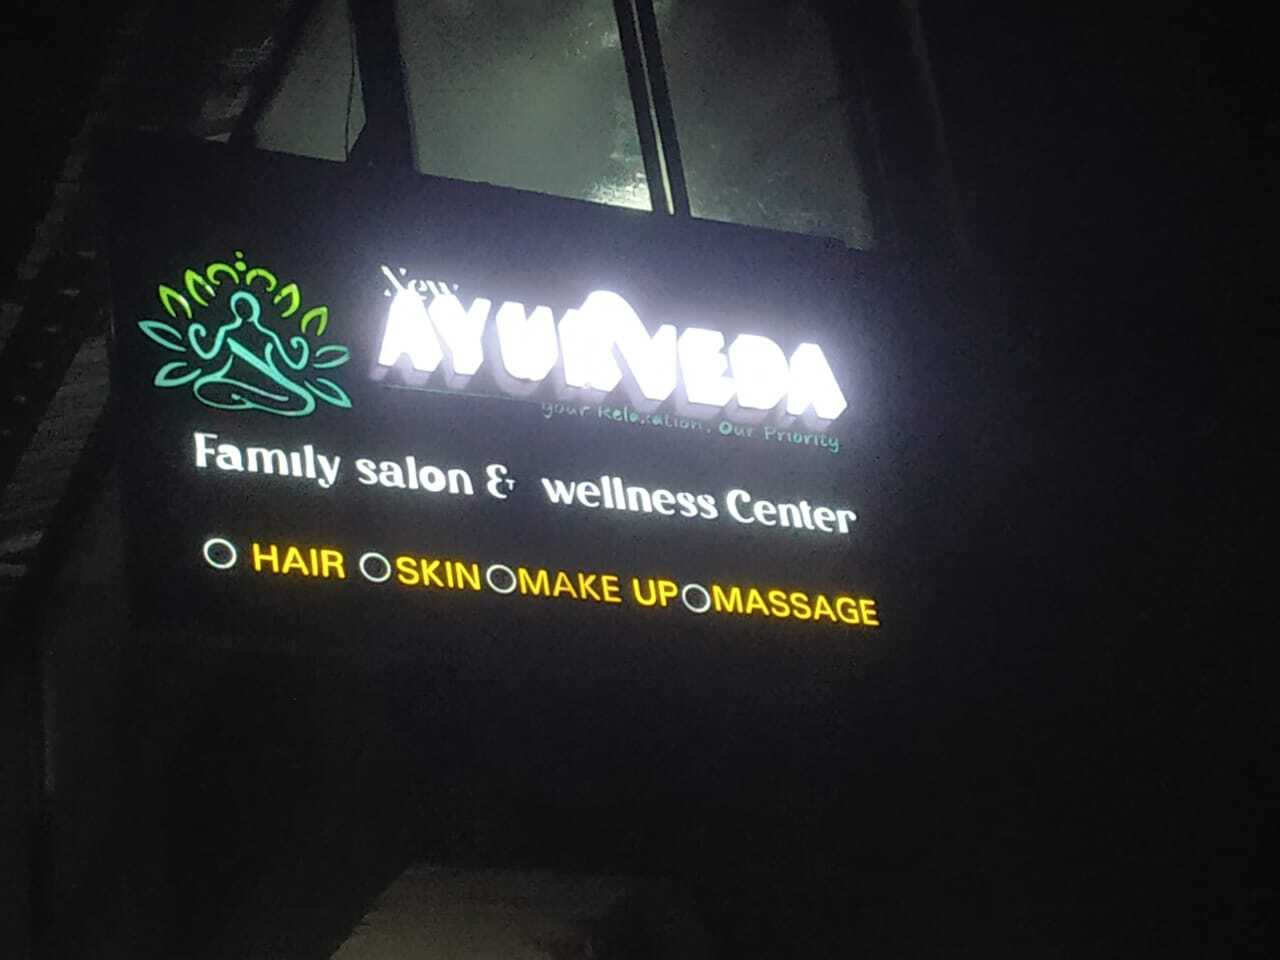 New
AYURVEDA
your Relaxation, Our Priority
Family salon & wellness Center
HAIR SKIN MAKE UP MASSAGE